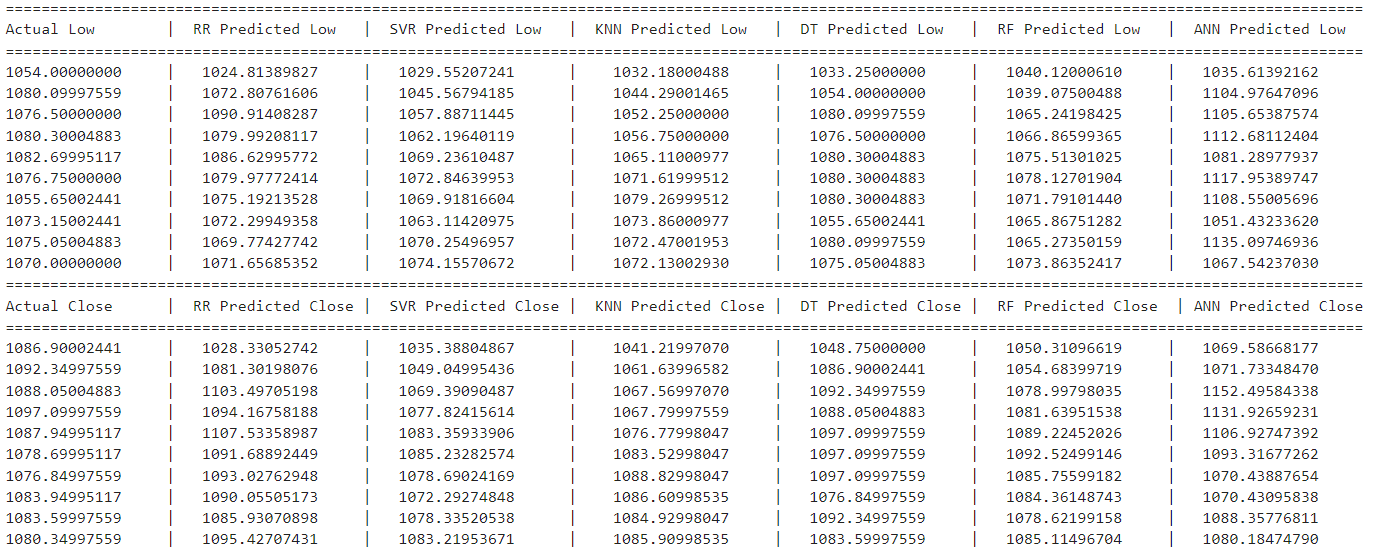 ========================================================================================================================================================
Actual Low | RR Predicted Low | SVR Predicted Low | KNN Predicted Low | DT Predicted Low | RF Predicted Low | ANN Predicted Low
========================================================================================================================================================
1054.00000000 | 1024.81389827 | 1029.55207241 | 1032.18000488 | 1033.25000000 | 1040.12000610 | 1035.61392162
1080.09997559 | 1072.80761606 | 1045.56794185 | 1044.29001465 | 1054.00000000 | 1039.07500488 | 1104.97647096
1076.50000000 | 1090.91408287 | 1057.88711445 | 1052.25000000 | 1080.09997559 | 1065.24198425 | 1105.65387574
1080.30004883 | 1079.99208117 | 1062.19640119 | 1056.75000000 | 1076.50000000 | 1066.86599365 | 1112.68112404
1082.69995117 | 1086.62995772 | 1069.23610487 | 1065.11000977 | 1080.30004883 | 1075.51301025 | 1081.28977937
1076.75000000 | 1079.97772414 | 1072.84639953 | 1071.61999512 | 1080.30004883 | 1078.12701904 | 1117.95389747
1055.65002441 | 1075.19213528 | 1069.91816604 | 1079.26999512 | 1080.30004883 | 1071.79101440 | 1108.55005696
1073.15002441 | 1072.29949358 | 1063.11420975 | 1073.86000977 | 1055.65002441 | 1065.86751282 | 1051.43233620
1075.05004883 | 1069.77427742 | 1070.25496957 | 1072.47001953 | 1080.09997559 | 1065.27350159 | 1135.09746936
1070.00000000 | 1071.65685352 | 1074.15570672 | 1072.13002930 | 1075.05004883 | 1073.86352417 | 1067.54237030
========================================================================================================================================================
Actual Close | RR Predicted Close | SVR Predicted Close | KNN Predicted Close | DT Predicted Close | RF Predicted Close | ANN Predicted Close
========================================================================================================================================================
1086.90002441 | 1028.33052742 | 1035.38804867 | 1041.21997070 | 1048.75000000 | 1050.31096619 | 1069.58668177
1092.34997559 | 1081.30198076 | 1049.04995436 | 1061.63996582 | 1086.90002441 | 1054.68399719 | 1071.73348470
1088.05004883 | 1103.49705198 | 1069.39090487 | 1067.56997070 | 1092.34997559 | 1078.99798035 | 1152.49584338
1097.09997559 | 1094.16758188 | 1077.82415614 | 1067.79997559 | 1088.05004883 | 1081.63951538 | 1131.92659231
1087.94995117 | 1107.53358987 | 1083.35933906 | 1076.77998047 | 1097.09997559 | 1089.22452026 | 1106.92747392
1078.69995117 | 1091.68892449 | 1085.23282574 | 1083.52998047 | 1097.09997559 | 1092.52499146 | 1093.31677262
1076.84997559 | 1093.02762948 | 1078.69024169 | 1088.82998047 | 1097.09997559 | 1085.75599182 | 1070.43887654
1083.94995117 | 1090.05505173 | 1072.29274848 | 1086.60998535 | 1076.84997559 | 1084.36148743 | 1070.43095838
1083.59997559 | 1085.93070898 | 1078.33520538 | 1084.92998047 | 1092.34997559 | 1078.62199158 | 1088.35776811
1080.34997559 | 1095.42707431 | 1083.21953671 | 1085.90998535 | 1083.59997559 | 1085.11496704 | 1080.18474790